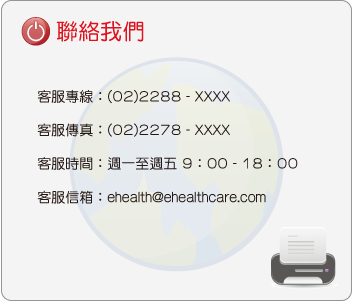 聯絡我們
客服專線：(02)2288 - XXXX
客服傳真：(02)2278 - XXXX
客服時間：週一至週五 9：00 - 18：00
客服信箱：ehealth@ehealthcare.com